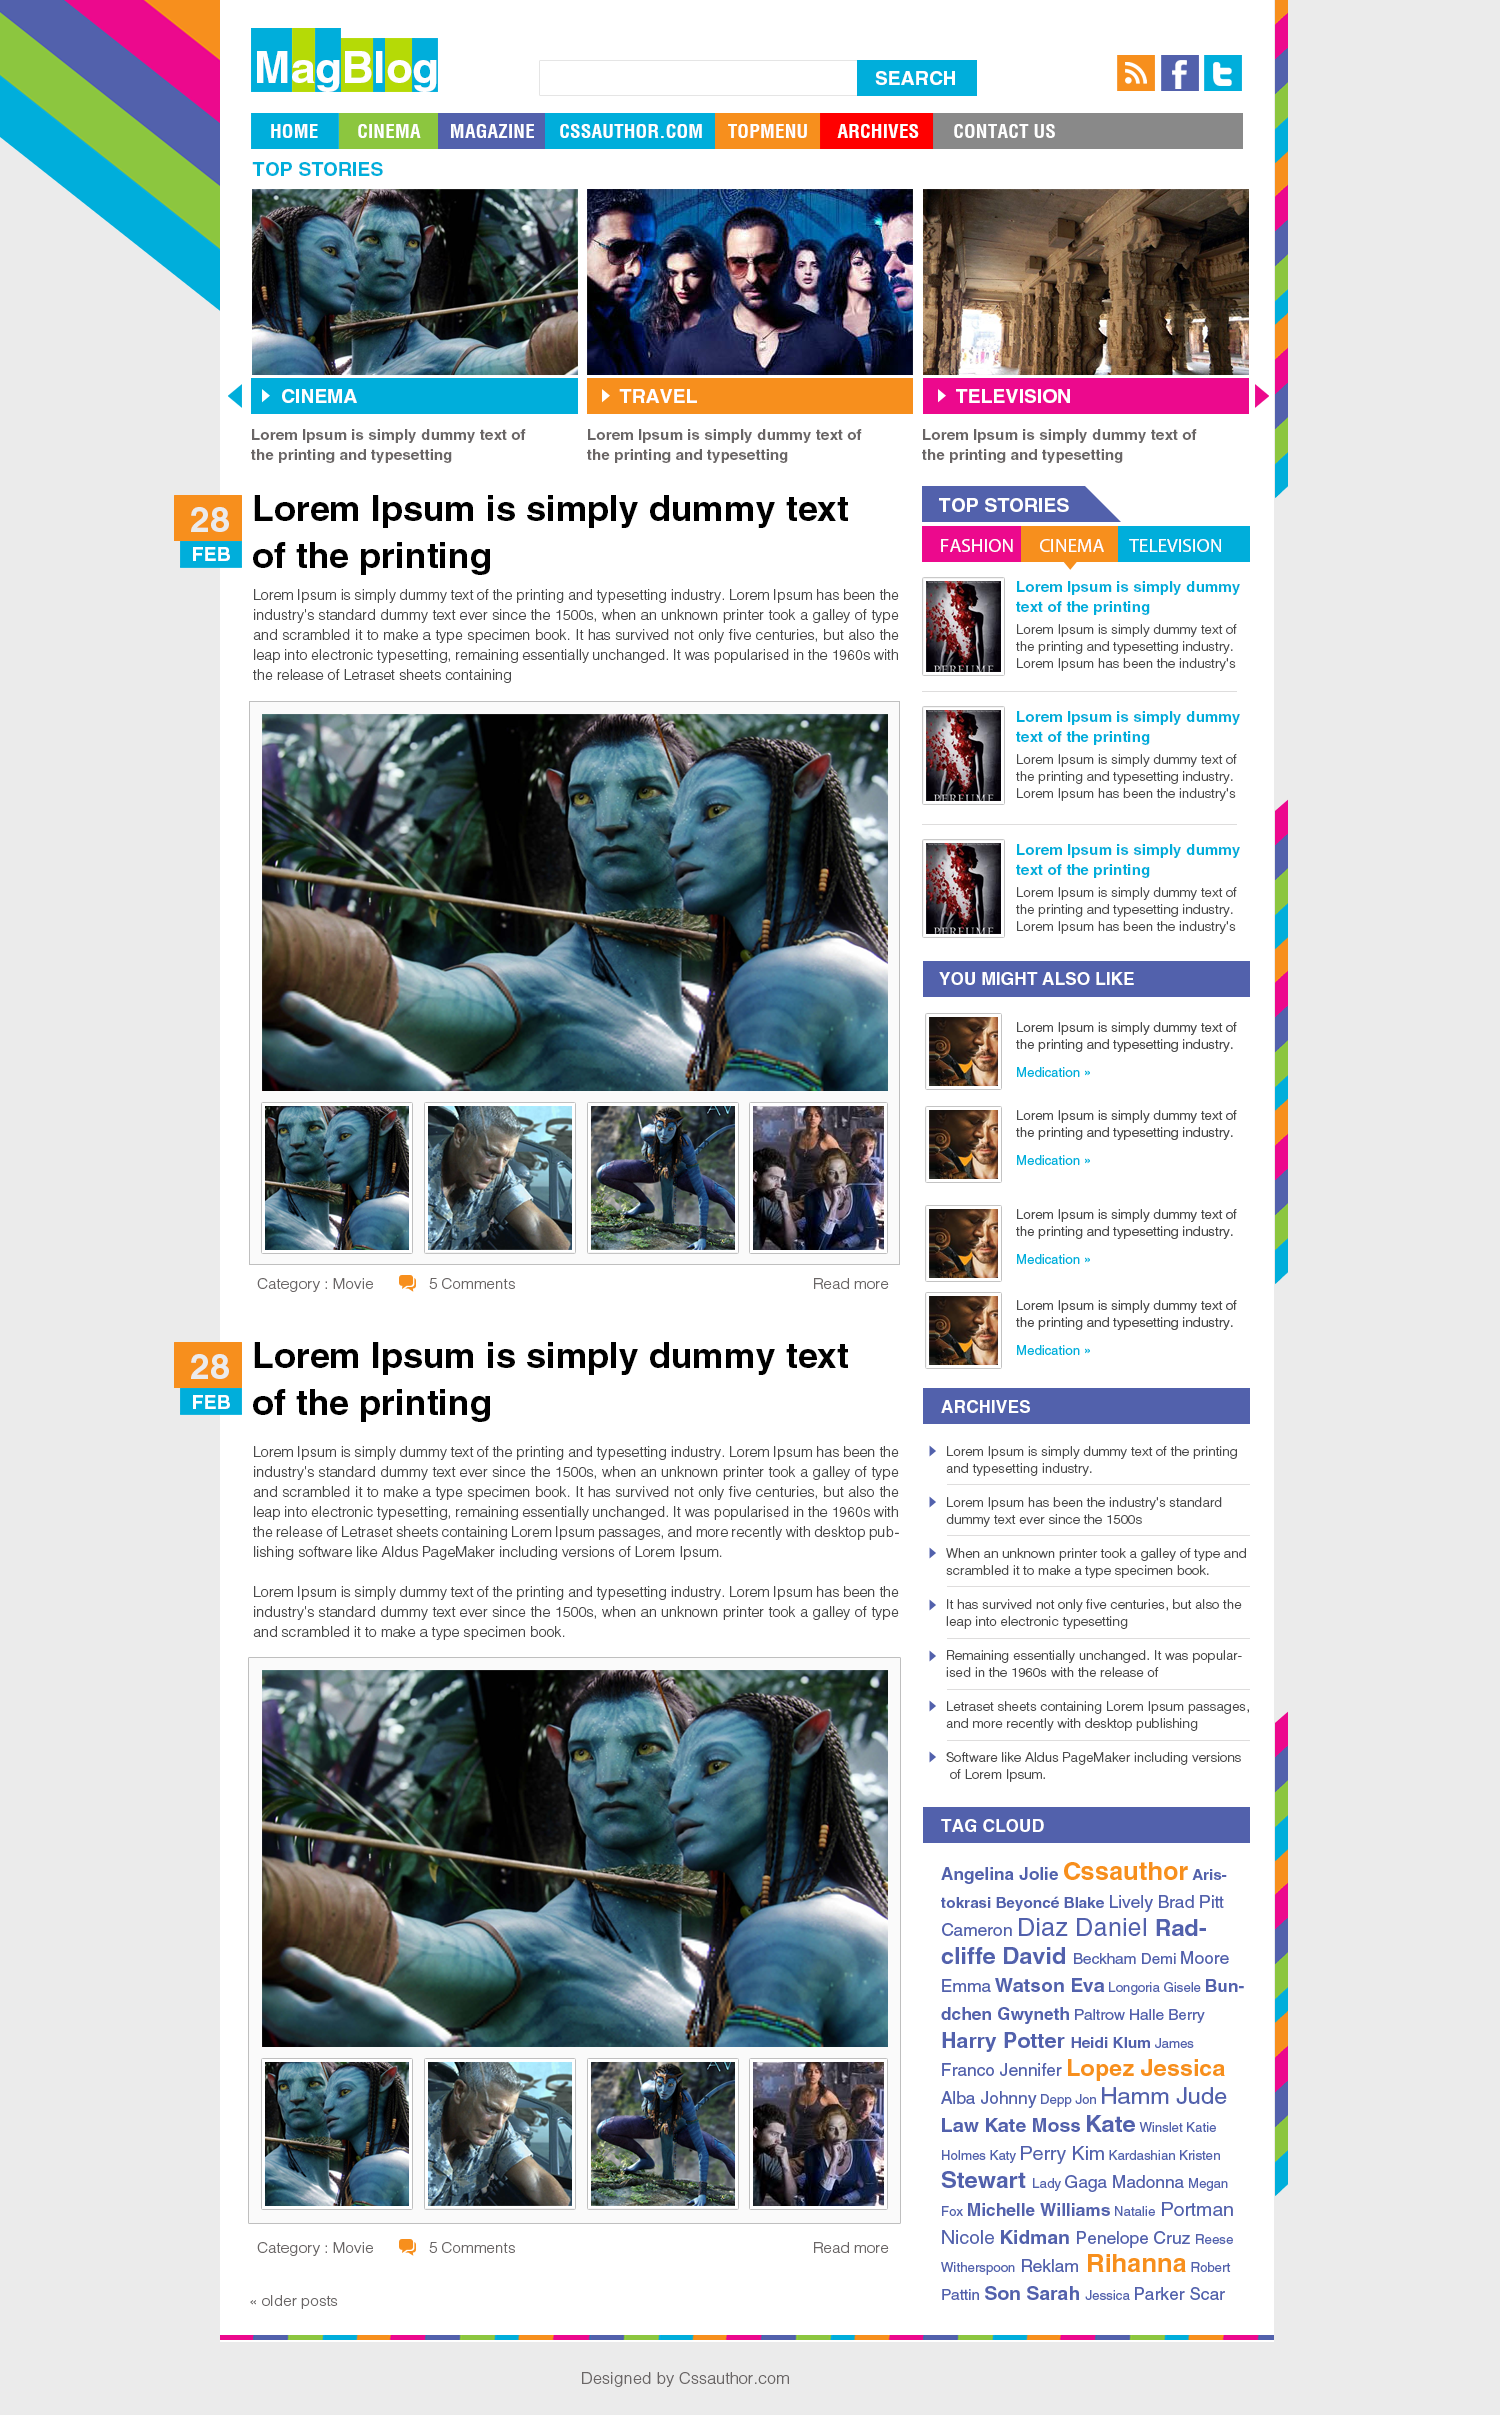 MagBlog
SEARCH
HOME CINEMA MAGAZINE CSSAUTHOR.COM TOPMENU ARCHIVES CONTACT US
TOP STORIES
CINEMA
Lorem Ipsum is simply dummy text of
the printing and typesetting
TRAVEL
Lorem Ipsum is simply dummy text of
the printing and typesetting
TELEVISION
Lorem Ipsum is simply dummy text of
the printing and typesetting
28
FEB
Lorem Ipsum is simply dummy text
of the printing
Lorem Ipsum is simply dummy text of the printing and typesetting industry. Lorem Ipsum has been the
industry's standard dummy text ever since the 1500s, when an unknown printer took a galley of type
and scrambled it to make a type specimen book. It has survived not only five centuries, but also the
leap into electronic typesetting, remaining essentially unchanged. It was popularised in the 1960s with
the release of Letraset sheets containing
AV
Category : Movie 5 Comments Read more
28
FEB
Lorem Ipsum is simply dummy text
of the printing
Lorem Ipsum is simply dummy text of the printing and typesetting industry. Lorem Ipsum has been the
industry's standard dummy text ever since the 1500s, when an unknown printer took a galley of type
and scrambled it to make a type specimen book. It has survived not only five centuries, but also the
leap into electronic typesetting, remaining essentially unchanged. It was popularised in the 1960s with
the release of Letraset sheets containing Lorem Ipsum passages, and more recently with desktop pub-
lishing software like Aldus PageMaker including versions of Lorem Ipsum.
Lorem Ipsum is simply dummy text of the printing and typesetting industry. Lorem Ipsum has been the
industry's standard dummy text ever since the 1500s, when an unknown printer took a galley of type
and scrambled it to make a type specimen book.
AV
Category : Movie 5 Comments Read more
« older posts
TOP STORIES
FASHION CINEMA TELEVISION
PERFUME
Lorem Ipsum is simply dummy
text of the printing
Lorem Ipsum is simply dummy text of
the printing and typesetting industry.
Lorem Ipsum has been the industry's
PERFUME
Lorem Ipsum is simply dummy
text of the printing
Lorem Ipsum is simply dummy text of
the printing and typesetting industry.
Lorem Ipsum has been the industry's
PERFUME
Lorem Ipsum is simply dummy
text of the printing
Lorem Ipsum is simply dummy text of
the printing and typesetting industry.
Lorem Ipsum has been the industry's
YOU MIGHT ALSO LIKE
Lorem Ipsum is simply dummy text of
the printing and typesetting industry.
Medication »
Lorem Ipsum is simply dummy text of
the printing and typesetting industry.
Medication »
Lorem Ipsum is simply dummy text of
the printing and typesetting industry.
Medication »
Lorem Ipsum is simply dummy text of
the printing and typesetting industry.
Medication »
ARCHIVES
Lorem Ipsum is simply dummy text of the printing
and typesetting industry.
Lorem Ipsum has been the industry's standard
dummy text ever since the 1500s
When an unknown printer took a galley of type and
scrambled it to make a type specimen book.
It has survived not only five centuries, but also the
leap into electronic typesetting
Remaining essentially unchanged. It was popular-
ised in the 1960s with the release of
Letraset sheets containing Lorem Ipsum passages,
and more recently with desktop publishing
Software like Aldus PageMaker including versions
of Lorem Ipsum.
TAG CLOUD
Angelina Jolie Cssauthor Aris-
tokrasi Beyoncé Blake Lively Brad Pitt
Cameron Diaz Daniel Rad-
cliffe David Beckham Demi Moore
Emma Watson Eva Longoria Gisele Bun-
dchen Gwyneth Paltrow Halle Berry
Harry Potter Heidi Klum James
Franco Jennifer Lopez Jessica
Alba Johnny Depp Jon Hamm Jude
Law Kate Moss Kate Winslet Katie
Holmes Katy Perry Kim Kardashian Kristen
Stewart Lady Gaga Madonna Megan
Fox Michelle Williams Natalie Portman
Nicole Kidman Penelope Cruz Reese
Witherspoon Reklam Rihanna Robert
Pattin Son Sarah Jessica Parker Scar
Designed by Cssauthor.com